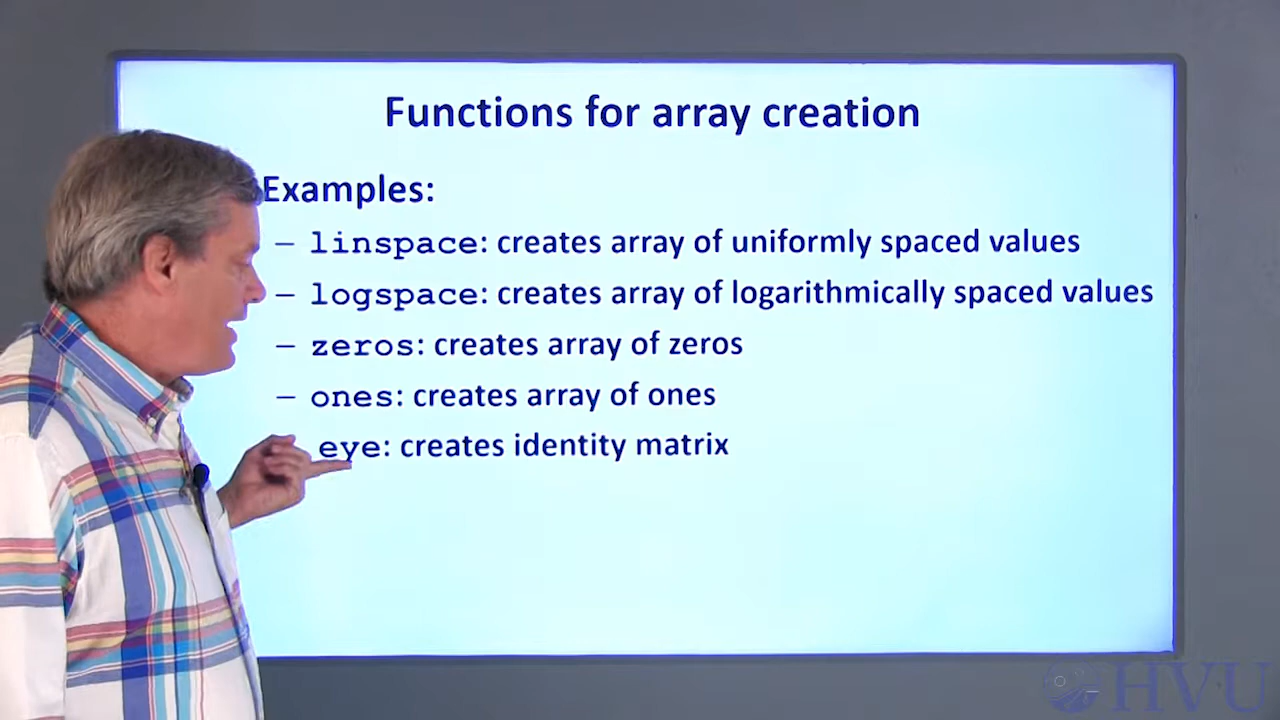 Functions for array creation
Examples:
– linspace: creates array of uniformly spaced values
– logspace: creates array of logarithmically spaced values
– zeros: creates array of zeros
– ones: creates array of ones
eye: creates identity matrix
HVU